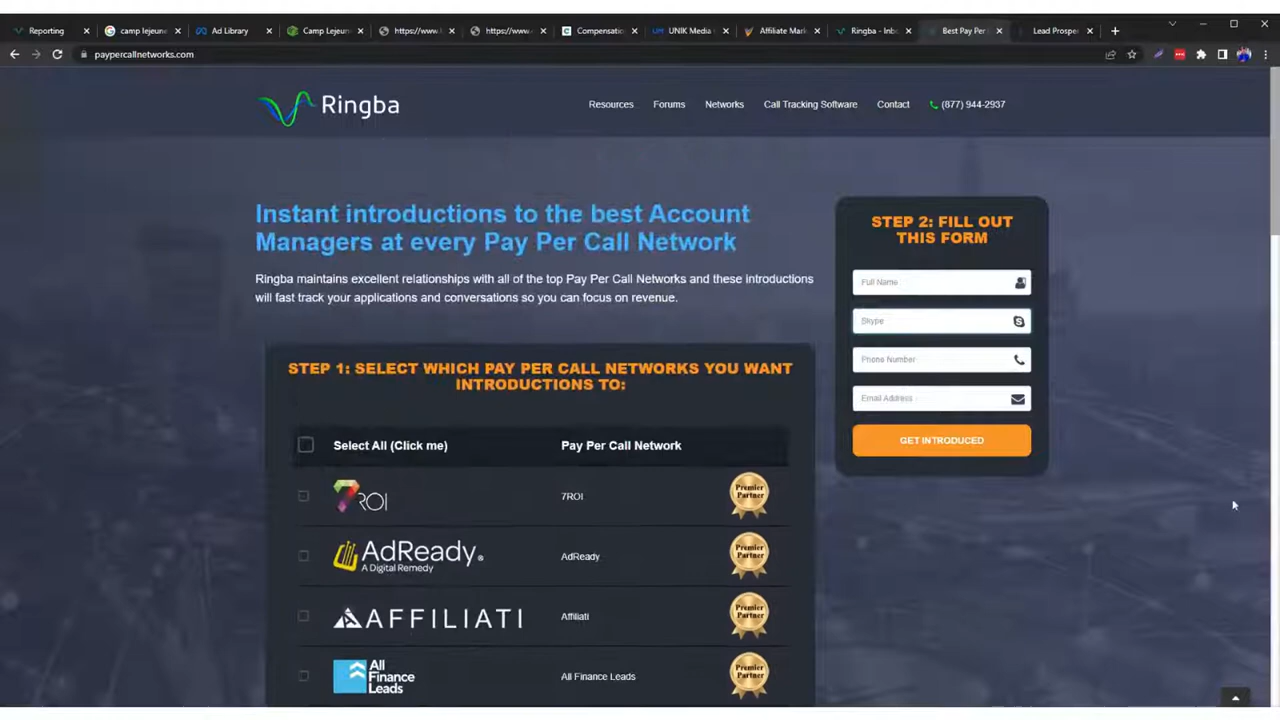 Reporting
camp lejeun
Ad Library
Camp Lejeun
https://www.
https://www.
Compensatio
UNIK Media
Affiliate Mark
Ringba - Inb
Best Pay Per
Lead Prosper
paypercallnetworks.com
Ringba
Resources
Forums
Networks
Call Tracking Software
Contact
(877) 944-2937
Instant introductions to the best Account
Managers at every Pay Per Call Network
Ringba maintains excellent relationships with all of the top Pay Per Call Networks and these introductions
will fast track your applications and conversations so you can focus on revenue.
STEP 1: SELECT WHICH PAY PER CALL NETWORKS YOU WANT
INTRODUCTIONS TO:
Select All (Click me)
Pay Per Call Network
7ROI
7ROI
Premier
Partner
AdReady
A Digital Remedy
AdReady
Premier
Partner
AFFILIATI
Affiliati
Premier
Partner
All
Finance
Leads
All Finance Leads
Premier
Partner
STEP 2: FILL OUT
THIS FORM
Full Name
Skype
Phone Number
Email Address
GET INTRODUCED